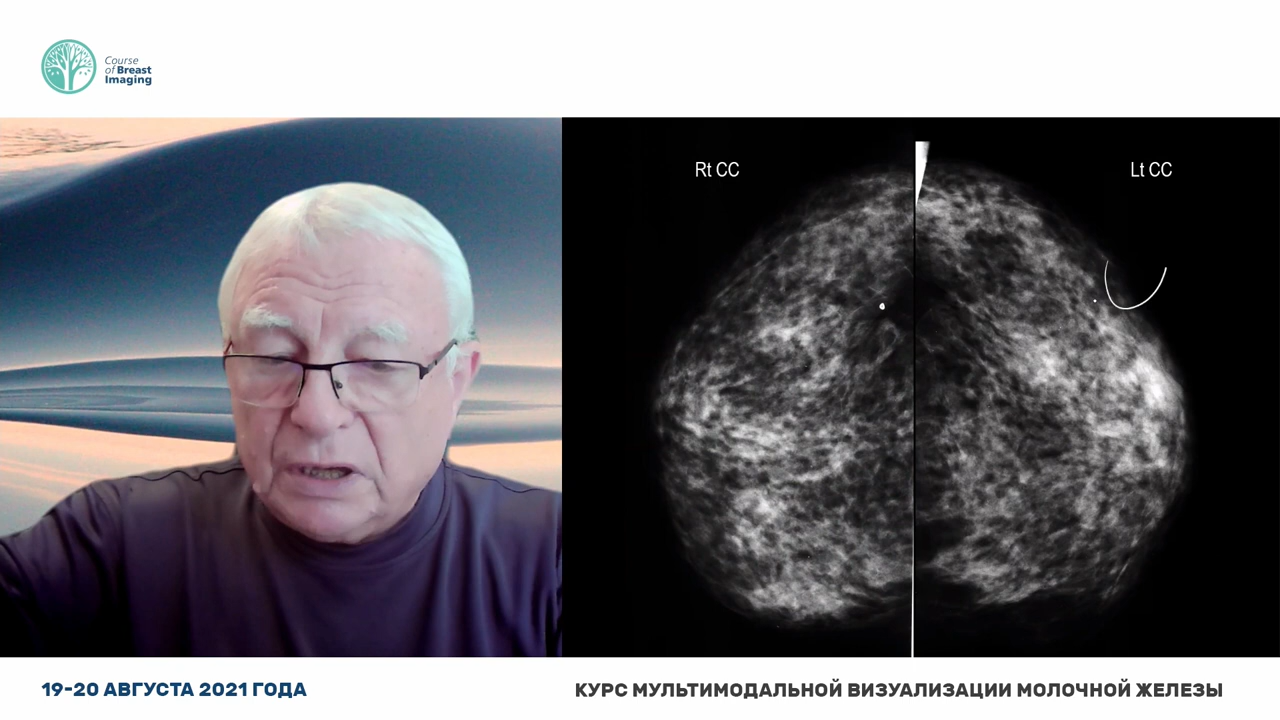 Course
of Breast
Imaging
Rt CC
Lt CC
19-20 АВГУСТА 2021 ГОДА
КУРС МУЛЬТИМОДАЛЬНОЙ ВИЗУАЛИЗАЦИИ МОЛОЧНОЙ ЖЕЛЕЗЫ